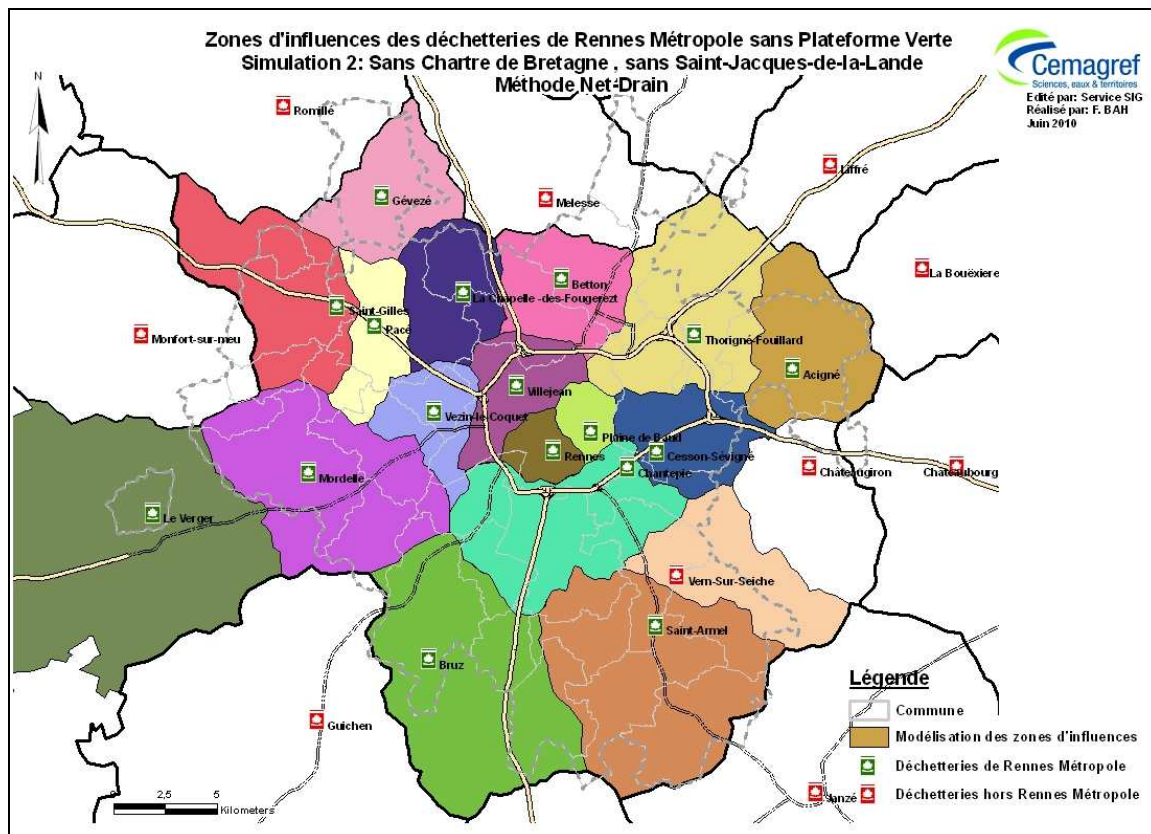 Zones d'influences des déchetteries de Rennes Métropole sans Plateforme Verte
Simulation 2: Sans Chartre de Bretagne , sans Saint-Jacques-de-la-Lande
Méthode Net-Drain
Cemagref
Sciences, eaux & territoires
Edité par: Service SIG
Réalisé par: F. BAH
Juin 2010
N
Romillé
Liffré
Gévezé
Melesse
La Bouëxiere
Betton
La Chapelle -des-Fougerezt
Saint-Gilles
Pacé
Monfort-sur-meu
Thorigné-Fouillard
Acigné
Villejean
Vezin-le-Coquet
Pluine de Baud
Rennes
Cesson-Sévigné
Chantepie
Châteaugiron
Châteaubourg
Mordelle
Le Verger
Vern-Sur-Seiche
Saint-Armel
Bruz
Guichen
Janzé
Légende
Commune
Modélisation des zones d'influences
Déchetteries de Rennes Métropole
Déchetteries hors Rennes Métropole
0 2,5 5
Kilometers